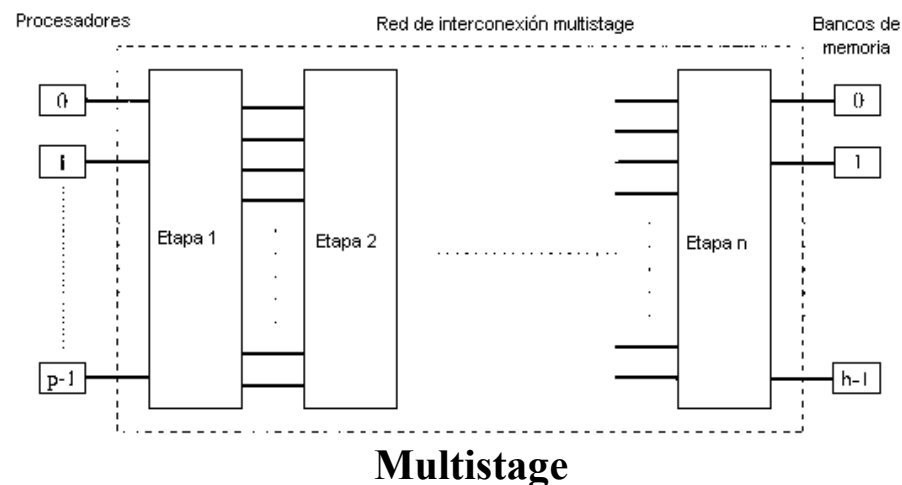 Procesadores
Red de interconexión multistage
Bancos de
memoria
0
0
1
1
Etapa 1
Etapa 2
Etapa n
p-1
h-1
Multistage